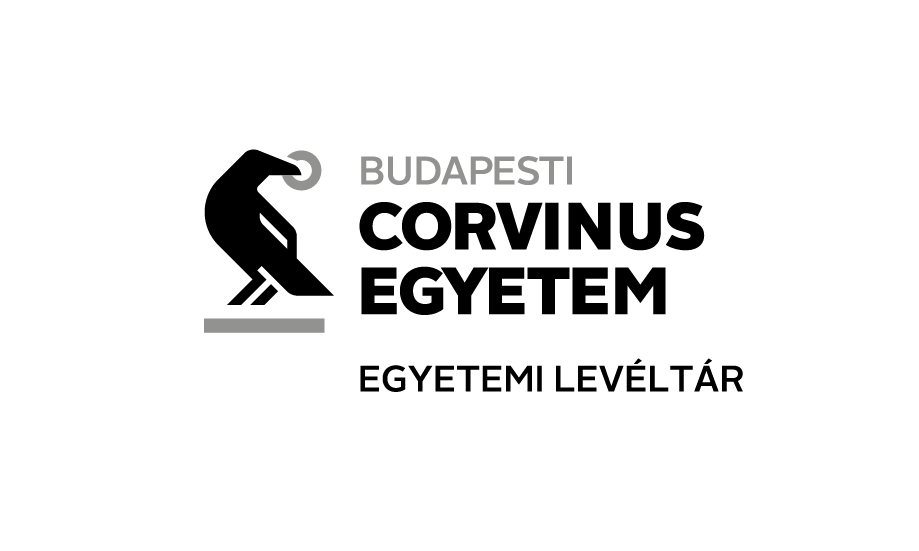 BUDAPESTI
CORVINUS
EGYETEM
EGYETEMI LEVÉLTÁR